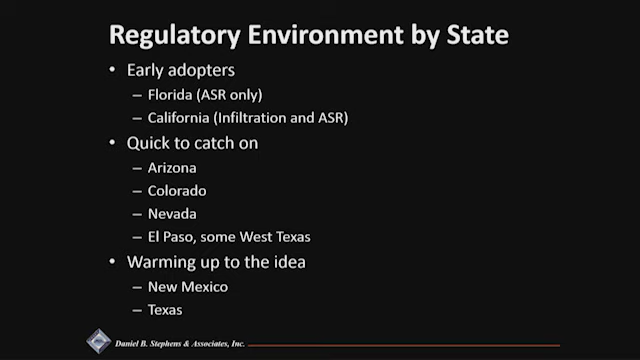 Regulatory Environment by State
• Early adopters
– Florida (ASR only)
– California (Infiltration and ASR)
• Quick to catch on
– Arizona
– Colorado
– Nevada
– El Paso, some West Texas
• Warming up to the idea
– New Mexico
– Texas
Daniel B. Stephens & Associates, Inc.